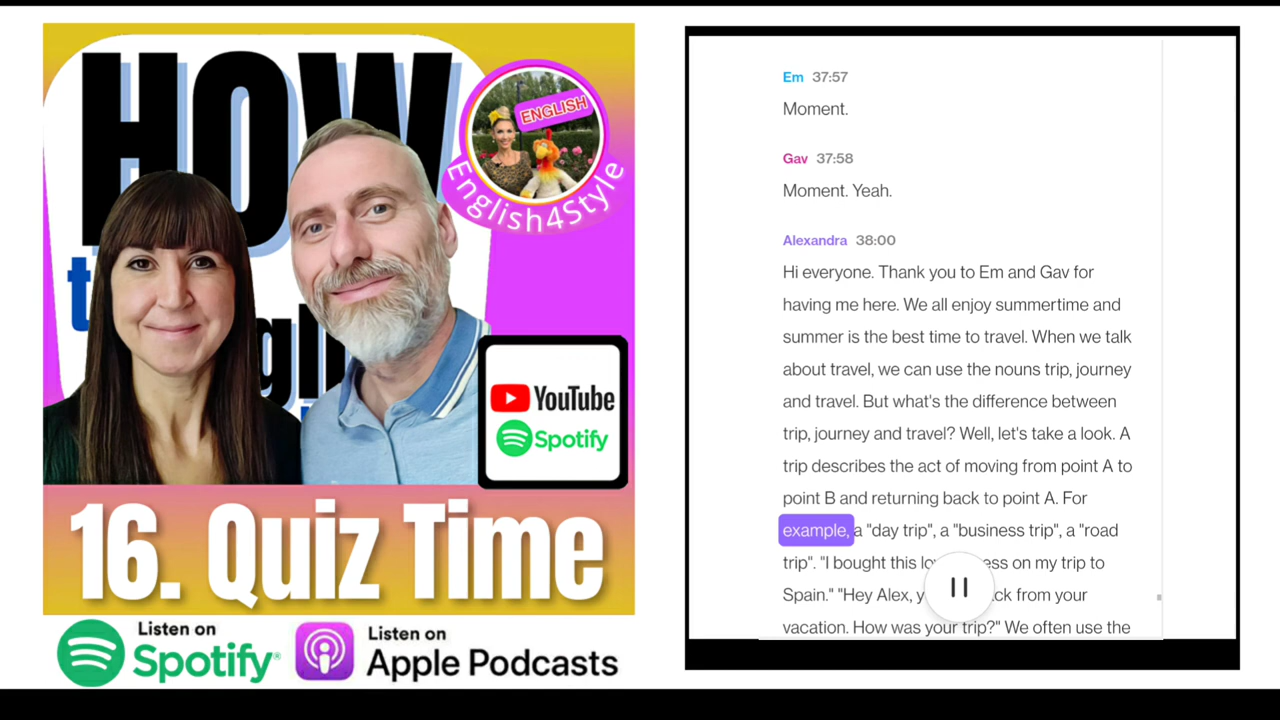 HOW
t
gli
ENGLISH
English4Style
YouTube
Spotify
16. Quiz Time
Listen on
Spotify
Listen on
Apple Podcasts
Em 37:57
Moment.
Gav 37:58
Moment. Yeah.
Alexandra 38:00
Hi everyone. Thank you to Em and Gav for
having me here. We all enjoy summertime and
summer is the best time to travel. When we talk
about travel, we can use the nouns trip, journey
and travel. But what's the difference between
trip, journey and travel? Well, let's take a look. A
trip describes the act of moving from point A to
point B and returning back to point A. For
example, a "day trip", a "business trip", a "road
trip". "I bought this lo ess on my trip to
Spain." "Hey Alex, y ck from your
vacation. How was your trip?" We often use the